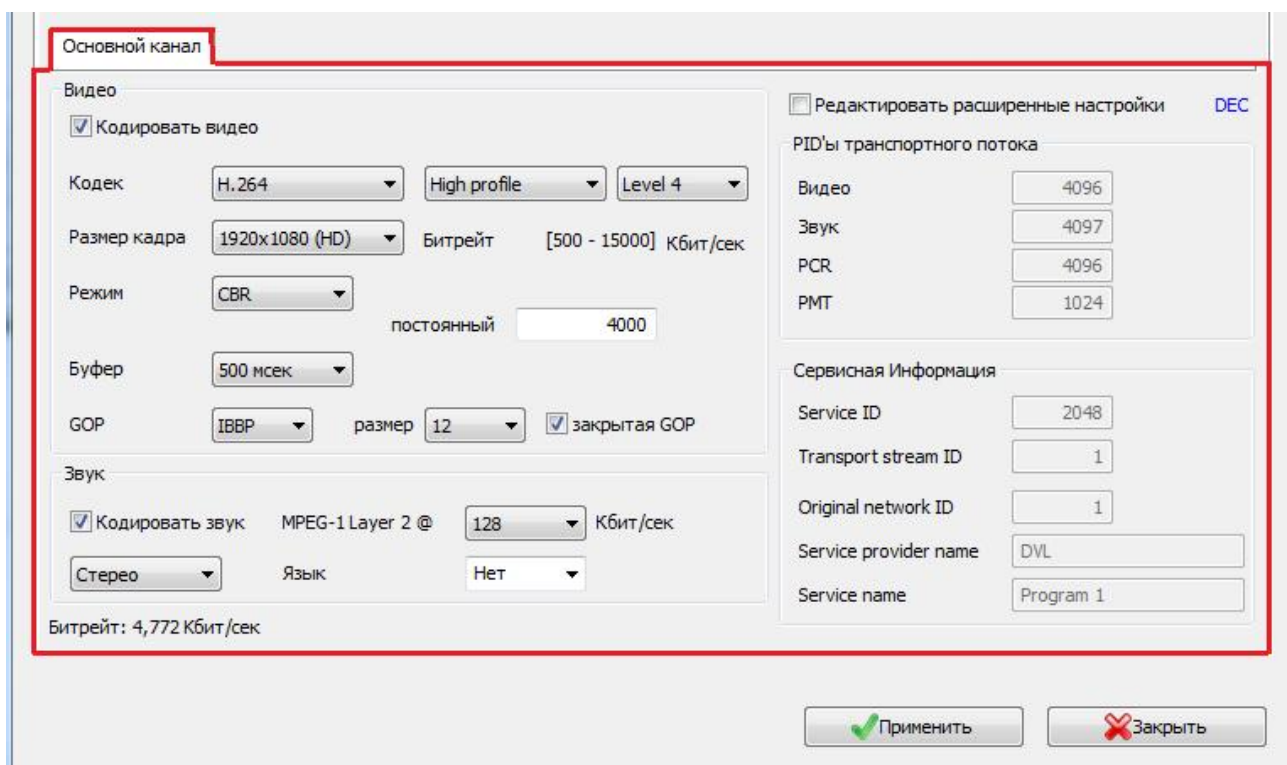 Основной канал
Видео
Кодировать видео
Кодек H.264 High profile Level 4
Размер кадра 1920x1080 (HD) Битрейт [500 - 15000] Кбит/сек
Режим CBR
постоянный 4000
Буфер 500 мсек
GOP IBBP размер 12 закрытая GOP
Звук
Кодировать звук MPEG-1 Layer 2 @ 128 Кбит/сек
Стерео Язык Нет
Битрейт: 4,772 Кбит/сек
Редактировать расширенные настройки DEC
PID'ы транспортного потока
Видео 4096
Звук 4097
PCR 4096
PMT 1024
Сервисная Информация
Service ID 2048
Transport stream ID 1
Original network ID 1
Service provider name DVL
Service name Program 1
Применить Закрыть